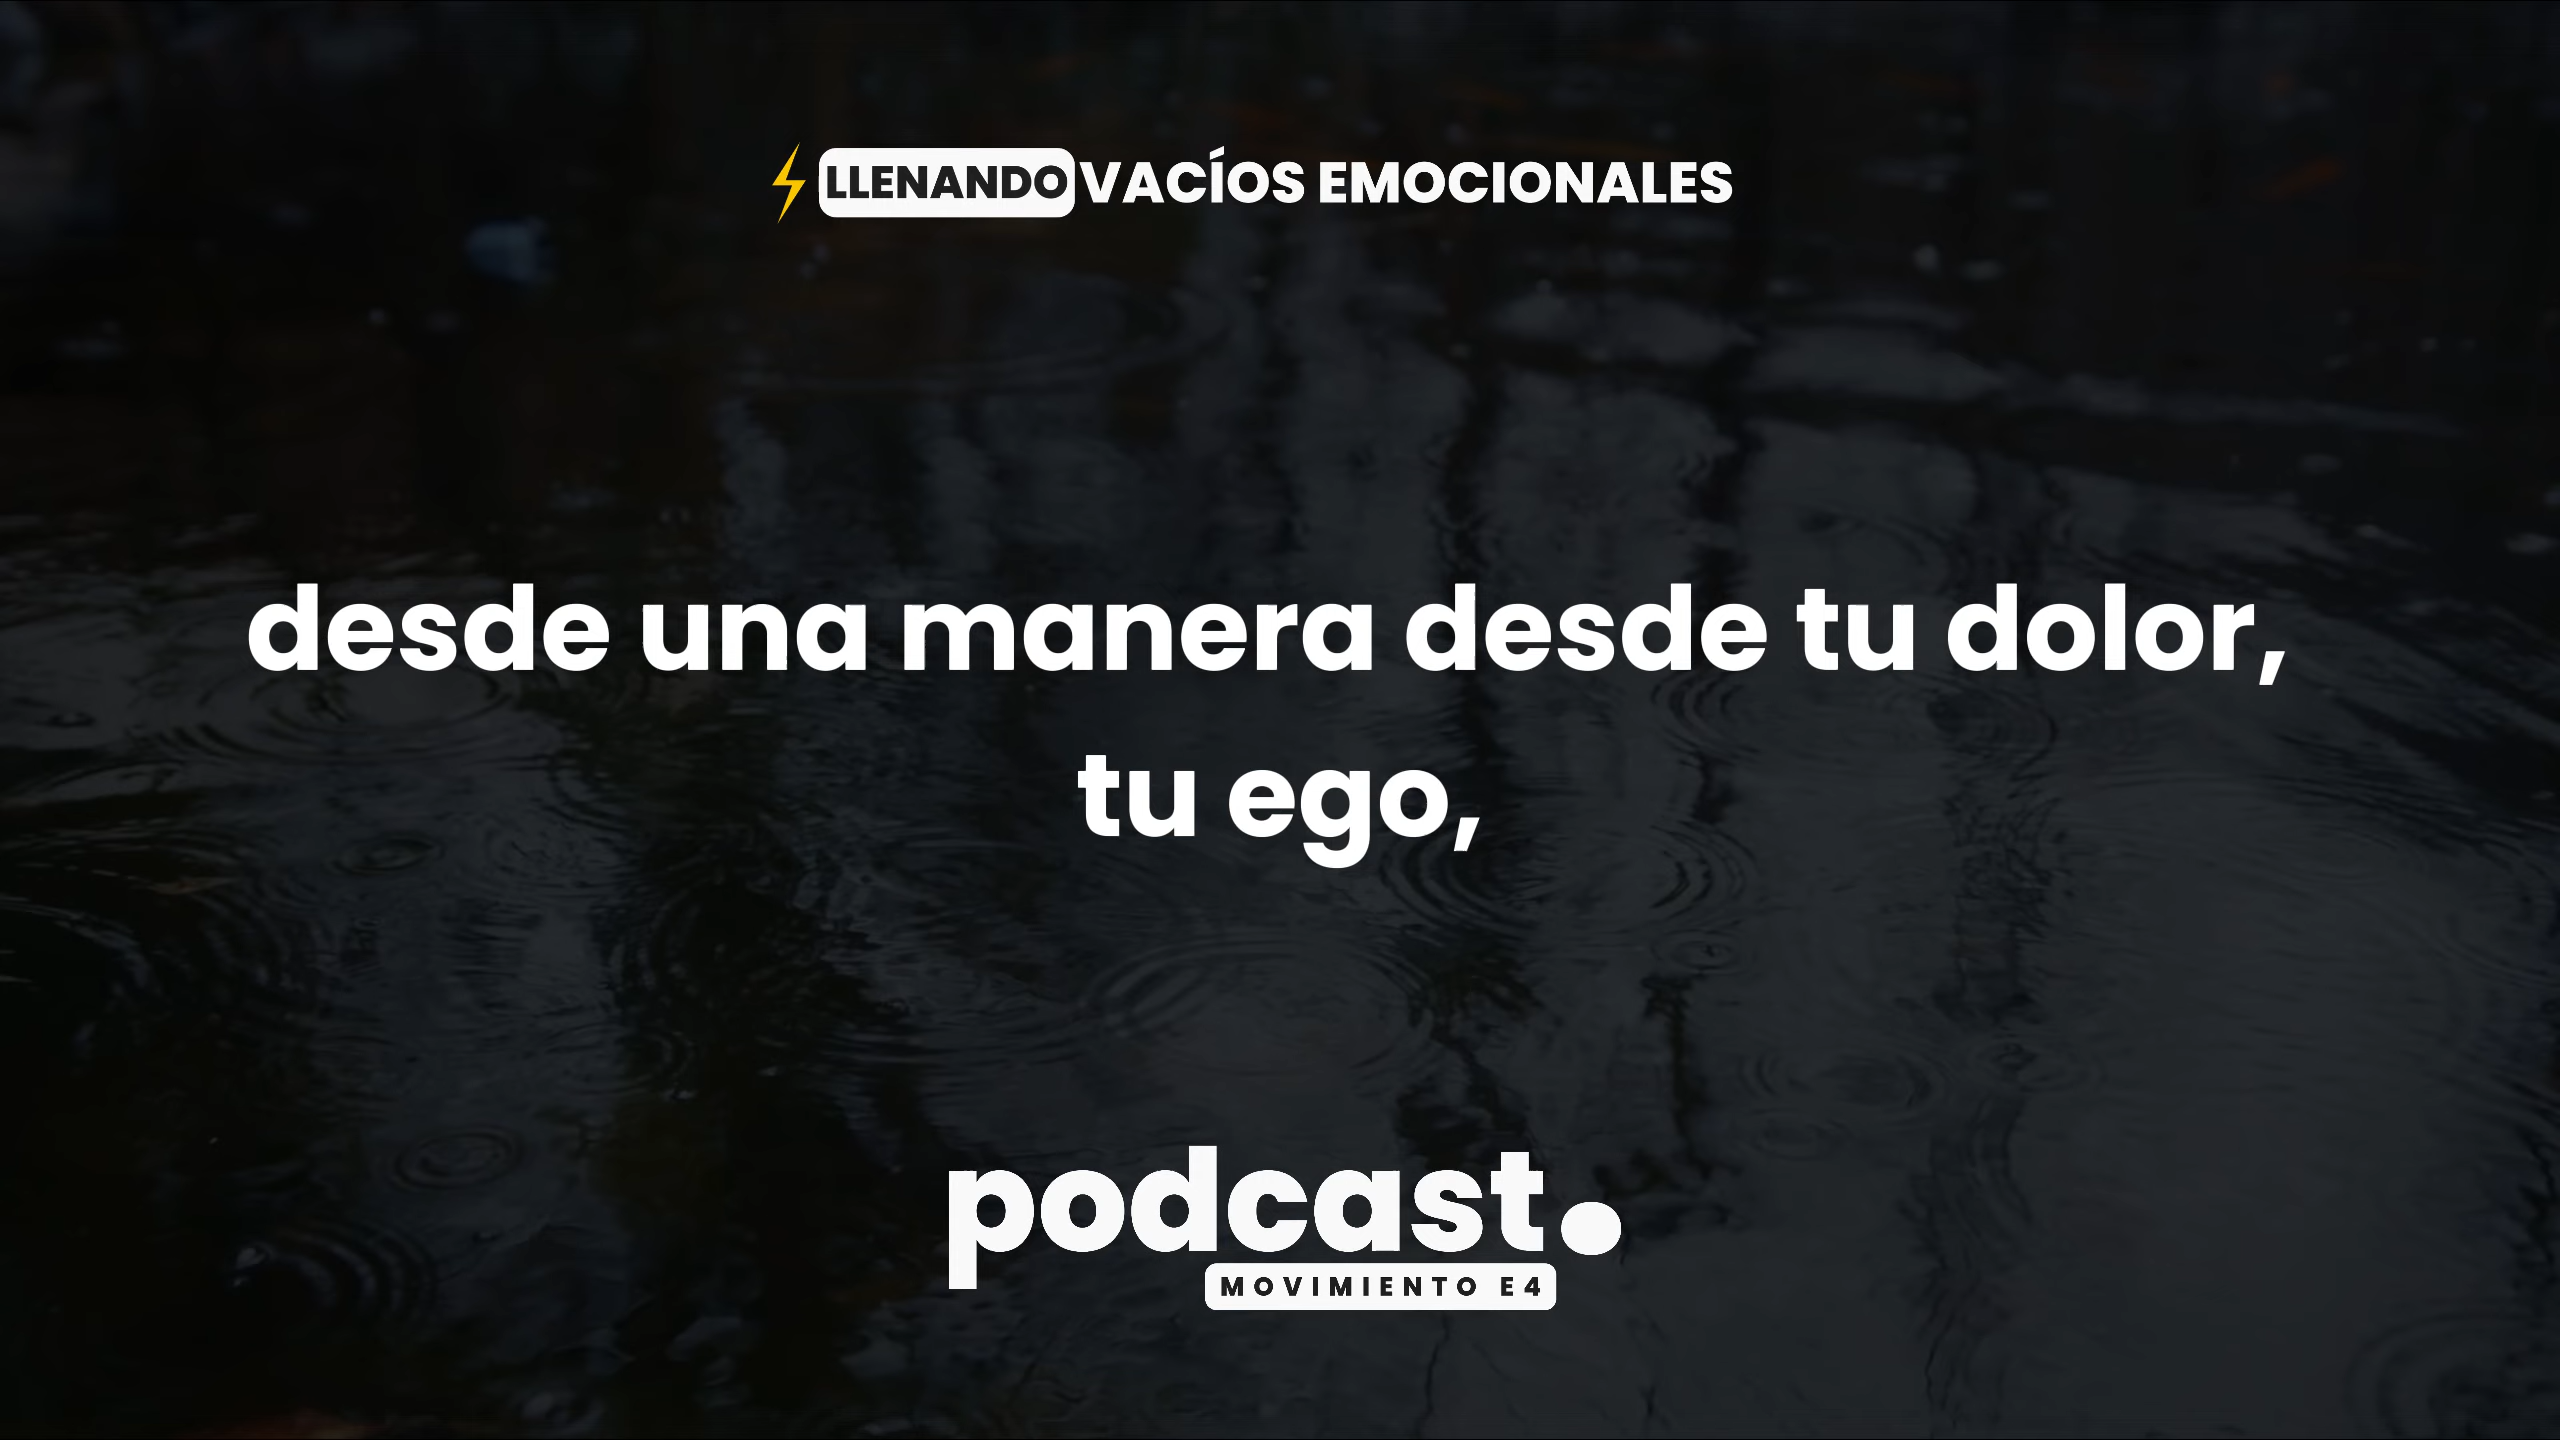 LLENANDO VACÍOS EMOCIONALES
desde una manera desde tu dolor,
tu ego,
podcast.
MOVIMIENTO E4